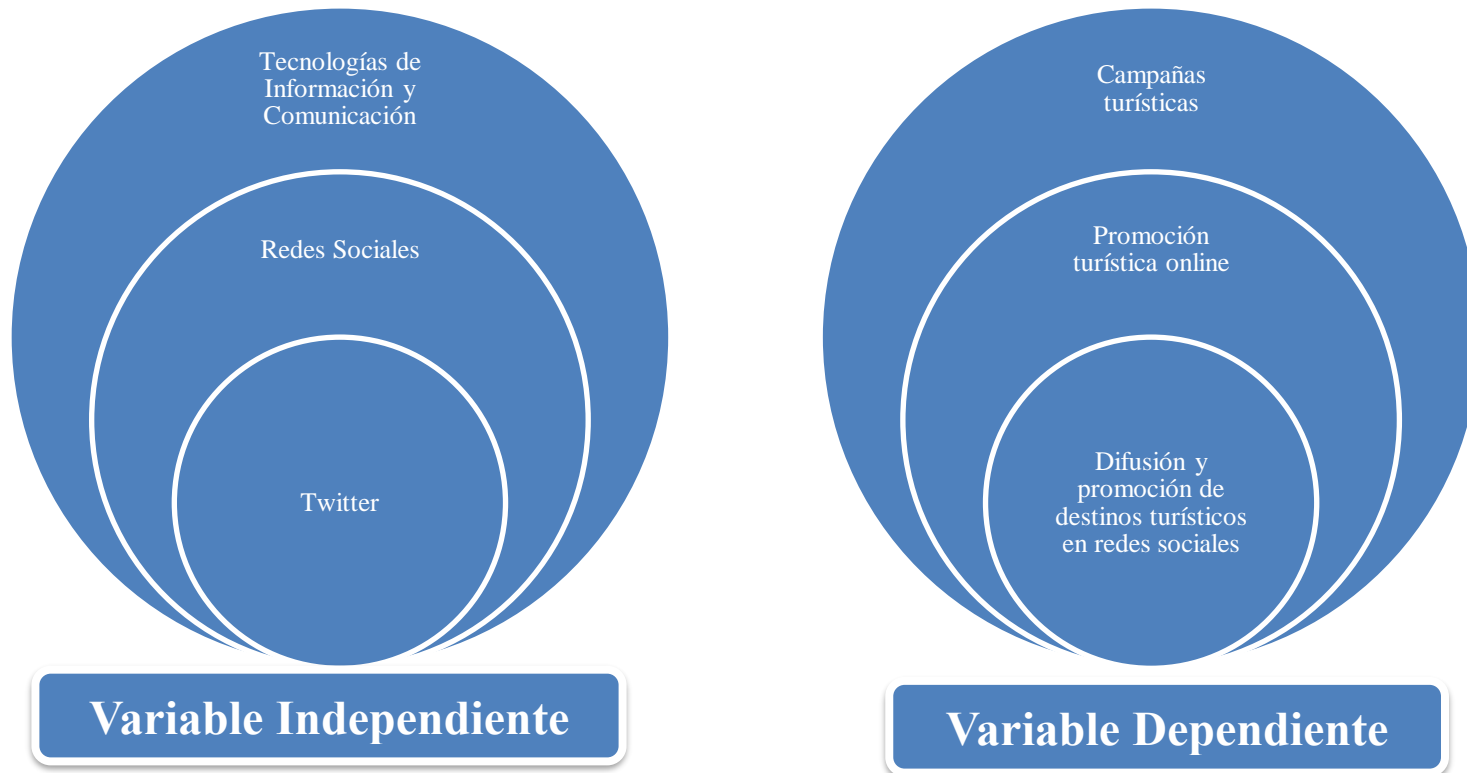 Tecnologías de
Información y
Comunicación
Redes Sociales
Twitter
Variable Independiente
Campañas
turísticas
Promoción
turística online
Difusión y
promoción de
destinos turísticos
en redes sociales
Variable Dependiente